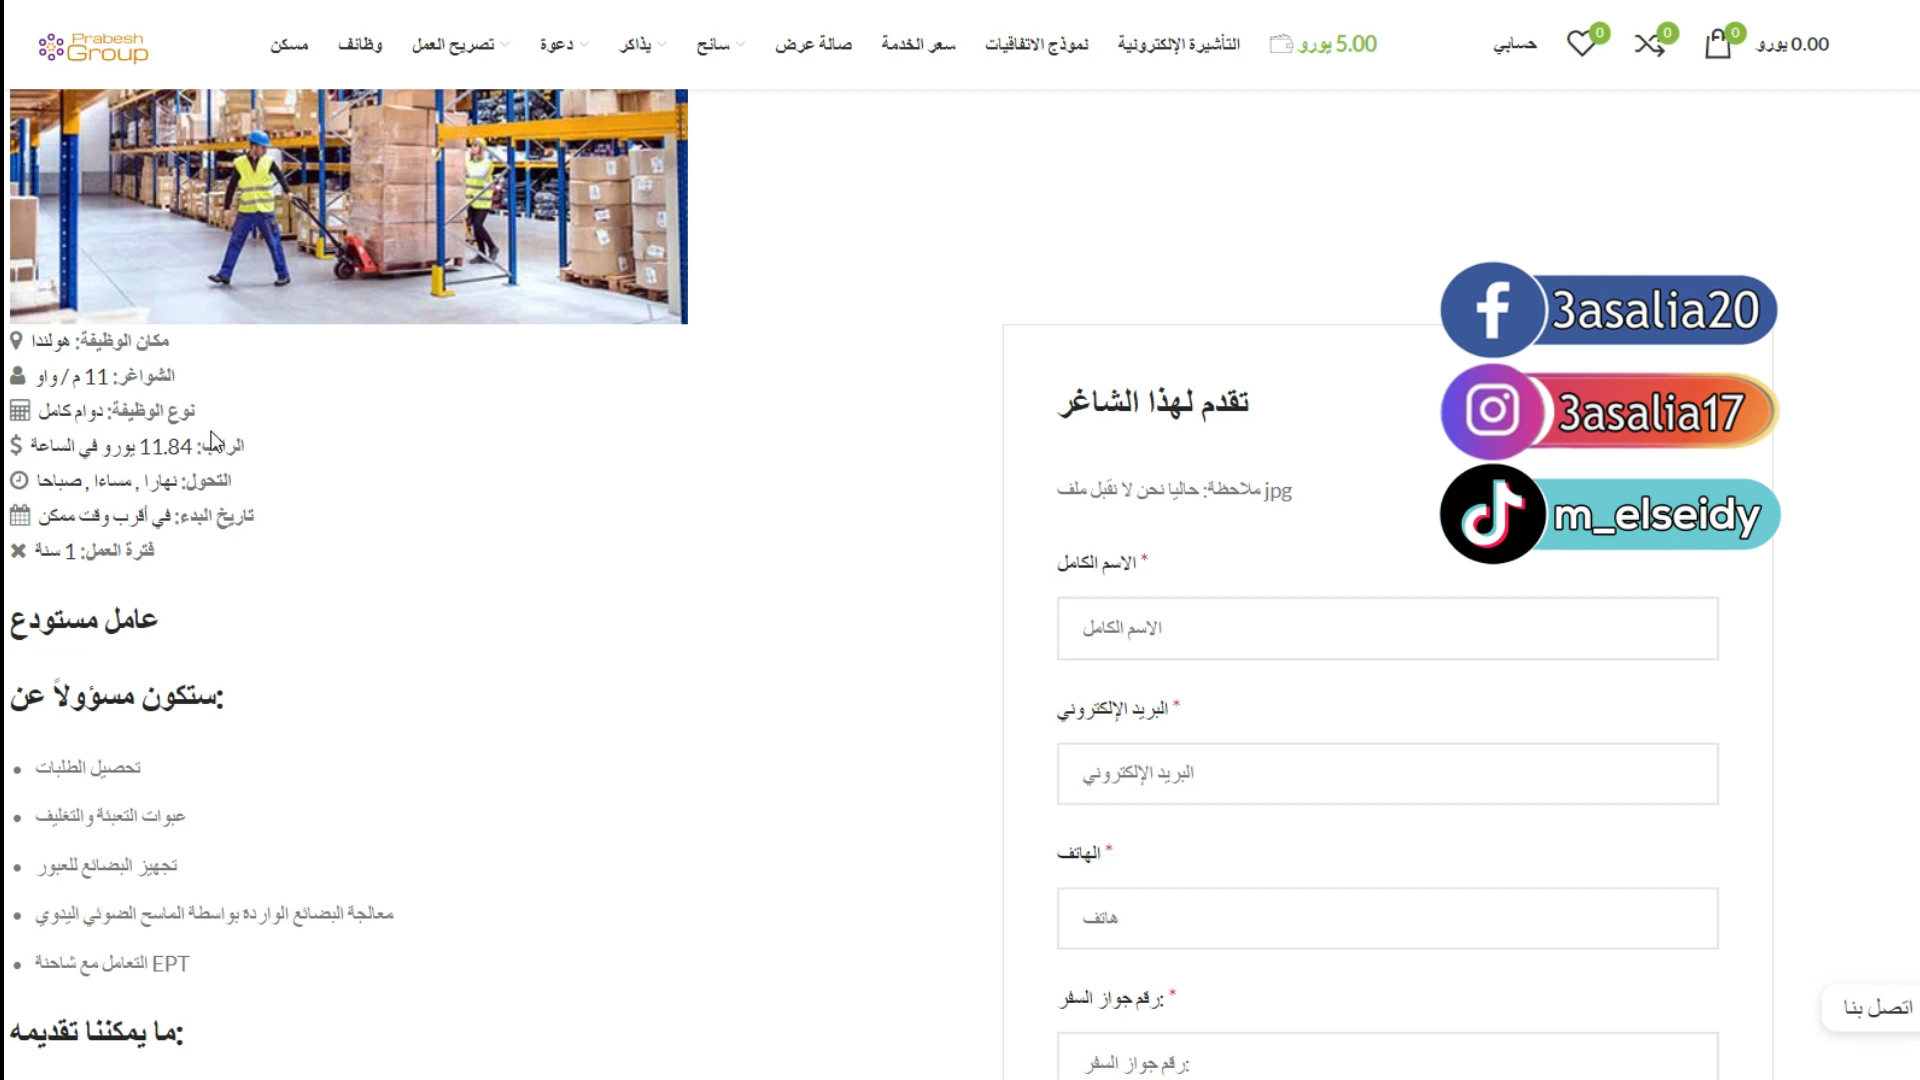 Prabesh Group
مسكن
وظائف
تصريح العمل
دعوة
يذاكر
سائح
صالة عرض
سعر الخدمة
نموذج الاتفاقيات
التأشيرة الإلكترونية
5.00 يورو
حسابي
0
0
0
0.00 يورو
مكان الوظيفة: هولندا
الشواغر: 11 م / واو
نوع الوظيفة: دوام كامل
الراتب: 11.84 يورو في الساعة
التحول: نهارا , مساءا , صباحا
تاريخ البدء: في أقرب وقت ممكن
فترة العمل: 1 سنة
عامل مستودع
ستكون مسؤولاً عن:
تحصيل الطلبات
عبوات التعبئة والتغليف
تجهيز البضائع للعبور
معالجة البضائع الواردة بواسطة الماسح الضوئي اليدوي
التعامل مع شاحنة EPT
ما يمكننا تقديمه:
3asalia20
3asalia17
m_elseidy
تقدم لهذا الشاغر
ملاحظة: حاليا نحن لا نقبل ملف jpg
الاسم الكامل *
الاسم الكامل
البريد الإلكتروني *
البريد الإلكتروني
الهاتف *
هاتف
رقم جواز السفر: *
رقم جواز السفر:
اتصل بنا